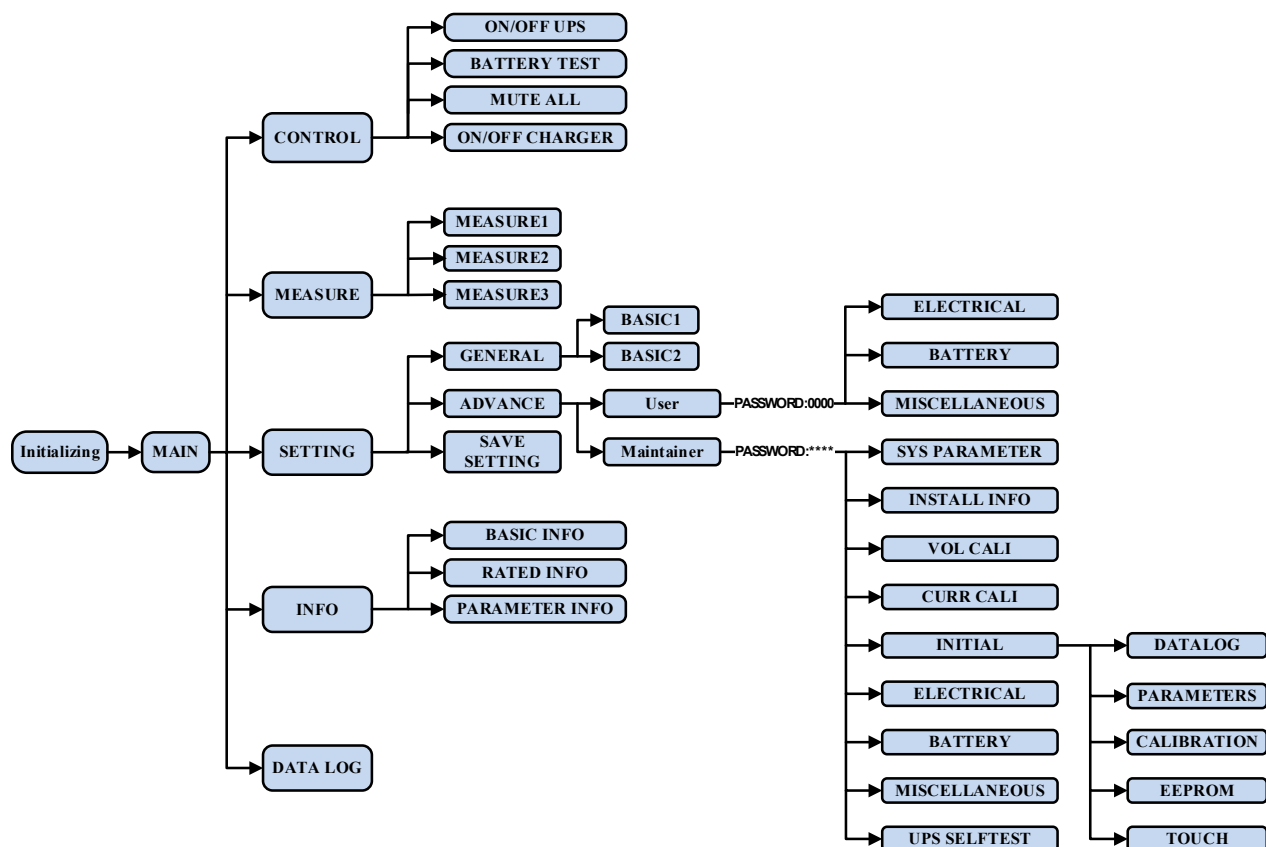 Initializing
MAIN
CONTROL
ON/OFF UPS
BATTERY TEST
MUTE ALL
ON/OFF CHARGER
MEASURE
MEASURE1
MEASURE2
MEASURE3
SETTING
GENERAL
BASIC1
BASIC2
ADVANCE
User
PASSWORD:0000
ELECTRICAL
BATTERY
MISCELLANEOUS
Maintainer
PASSWORD:****
SYS PARAMETER
INSTALL INFO
VOL CALI
CURR CALI
INITIAL
DATALOG
PARAMETERS
CALIBRATION
EEPROM
TOUCH
ELECTRICAL
BATTERY
MISCELLANEOUS
UPS SELFTEST
SAVE
SETTING
INFO
BASIC INFO
RATED INFO
PARAMETER INFO
DATA LOG